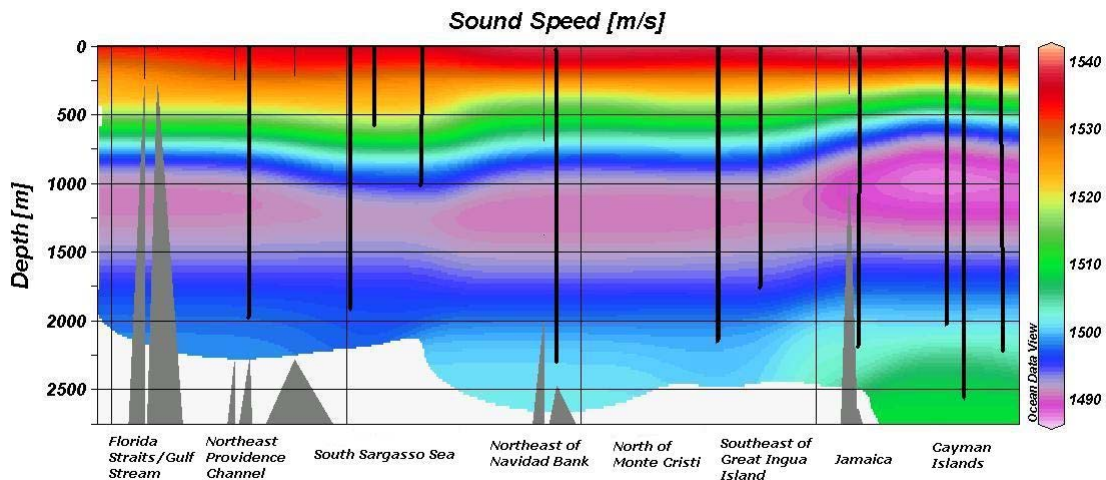 Sound Speed [m/s]
Depth [m]
0
500
1000
1500
2000
2500
1540
1530
1520
1510
1500
1490
Ocean Data View
Florida
Straits/Gulf
Stream
Northeast
Providence
Channel
South Sargasso Sea
Northeast of
Navidad Bank
North of
Monte Cristi
Southeast of
Great Ingua
Island
Jamaica
Cayman
Islands